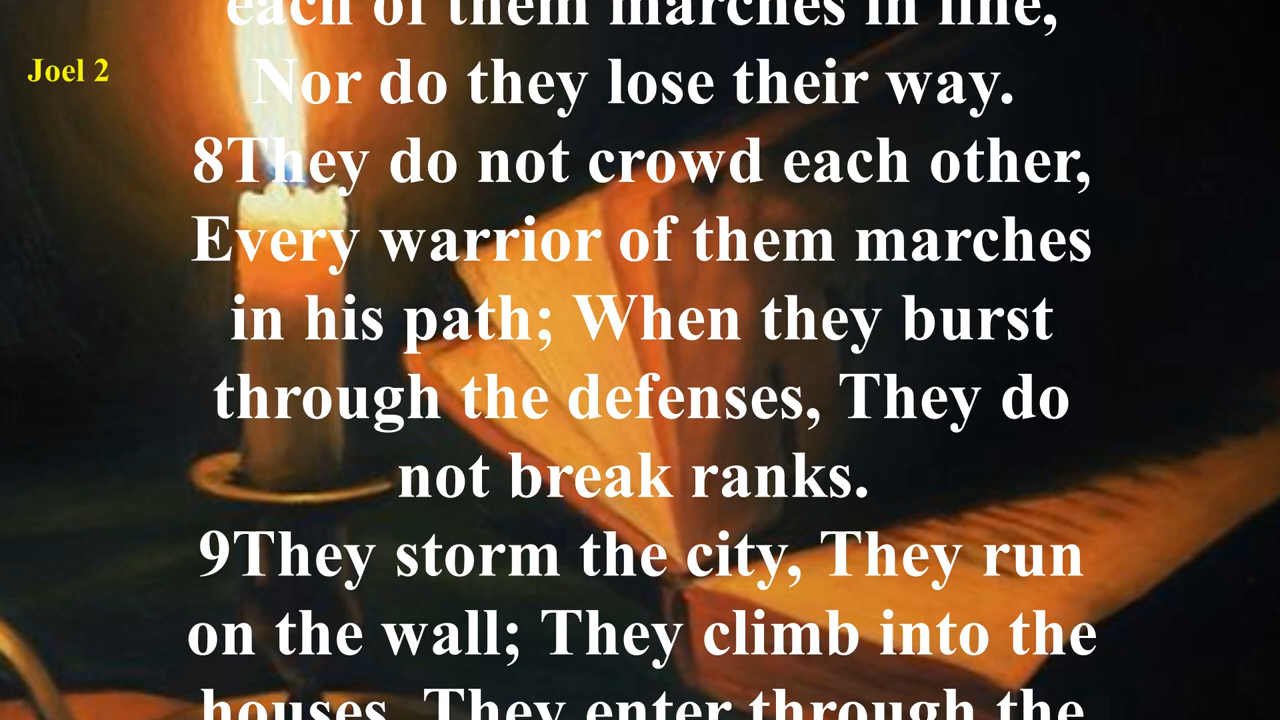 each of them marches in line,
Joel 2
Nor do they lose their way.
8They do not crowd each other,
Every warrior of them marches
in his path; When they burst
through the defenses, They do
not break ranks.
9They storm the city, They run
on the wall; They climb into the
houses, They enter through the